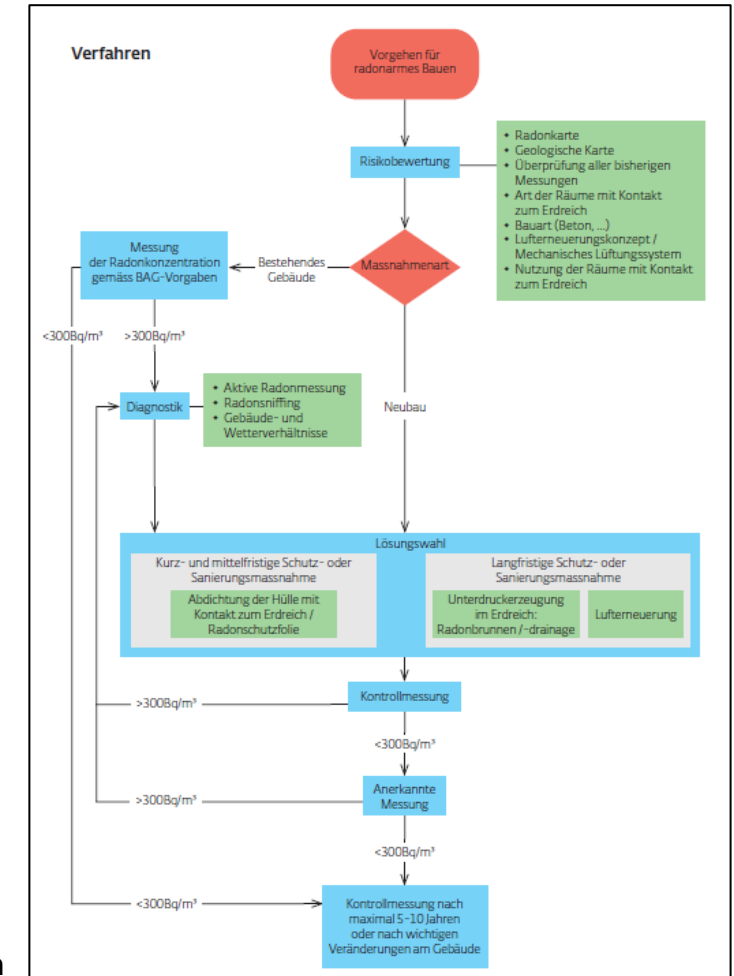 Verfahren
Vorgehen für
radonarmes Bauen
Risikobewertung
• Radonkarte
• Geologische Karte
• Überprüfung aller bisherigen
Messungen
• Art der Räume mit Kontakt
zum Erdreich
• Bauart (Beton, ...)
• Lufterneuerungskonzept /
Mechanisches Lüftungssystem
• Nutzung der Räume mit Kontakt
zum Erdreich
Messung
der Radonkonzentration
gemäss BAG-Vorgaben
Bestehendes
Gebäude
Massnahmenart
<300Bq/m³
>300Bq/m³
Diagnostik
• Aktive Radonmessung
• Radonsniffing
• Gebäude- und
Wetterverhältnisse
Neubau
Lösungswahl
Kurz- und mittelfristige Schutz- oder
Sanierungsmassnahme
Abdichtung der Hülle mit
Kontakt zum Erdreich /
Radonschutzfolie
Langfristige Schutz- oder
Sanierungsmassnahme
Unterdruckerzeugung
im Erdreich:
Radonbrunnen /-drainage
Lufterneuerung
Kontrollmessung
>300Bq/m³
<300Bq/m³
Anerkannte
Messung
>300Bq/m³
<300Bq/m³
<300Bq/m³
Kontrollmessung nach
maximal 5-10 Jahren
oder nach wichtigen
Veränderungen am Gebäude